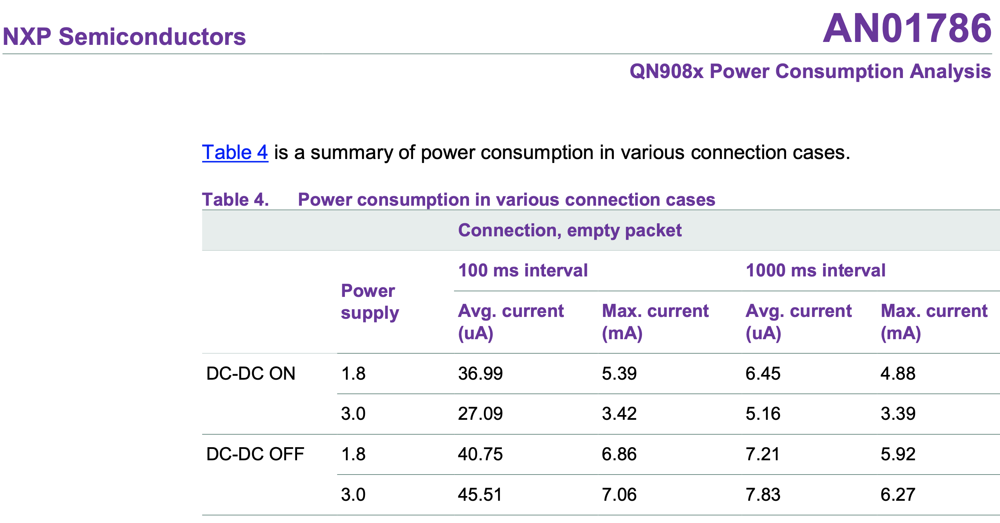 NXP Semiconductors
AN01786
QN908x Power Consumption Analysis
Table 4 is a summary of power consumption in various connection cases.
Table 4. Power consumption in various connection cases
Connection, empty packet
Power supply
100 ms interval 1000 ms interval
Avg. current (uA) Max. current (mA) Avg. current (uA) Max. current (mA)
DC-DC ON 1.8 36.99 5.39 6.45 4.88
3.0 27.09 3.42 5.16 3.39
DC-DC OFF 1.8 40.75 6.86 7.21 5.92
3.0 45.51 7.06 7.83 6.27